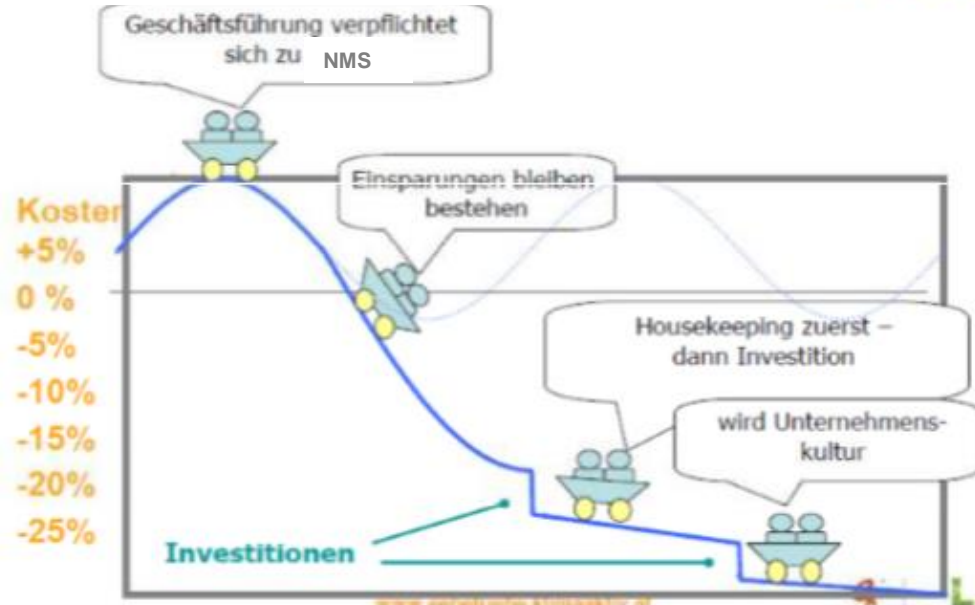 Geschäftsführung verpflichtet
sich zu NMS
Einsparungen bleiben
bestehen
Kosten
+5%
0 %
-5%
-10%
-15%
-20%
-25%
Housekeeping zuerst –
dann Investition
wird Unternehmens-
kultur
Investitionen